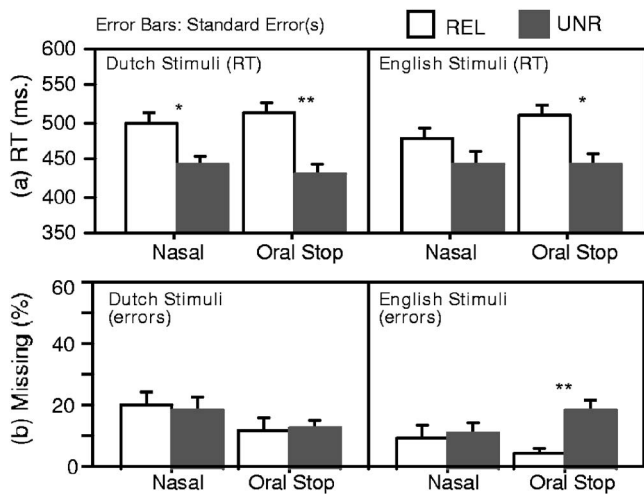 Error Bars: Standard Error(s) REL UNR
(a) RT (ms.)
600
550
500
450
400
350
Dutch Stimuli (RT)
English Stimuli (RT)
*
**
*
Nasal Oral Stop Nasal Oral Stop
(b) Missing (%)
60
40
20
0
Dutch Stimuli
(errors)
English Stimuli
(errors)
**
Nasal Oral Stop Nasal Oral Stop